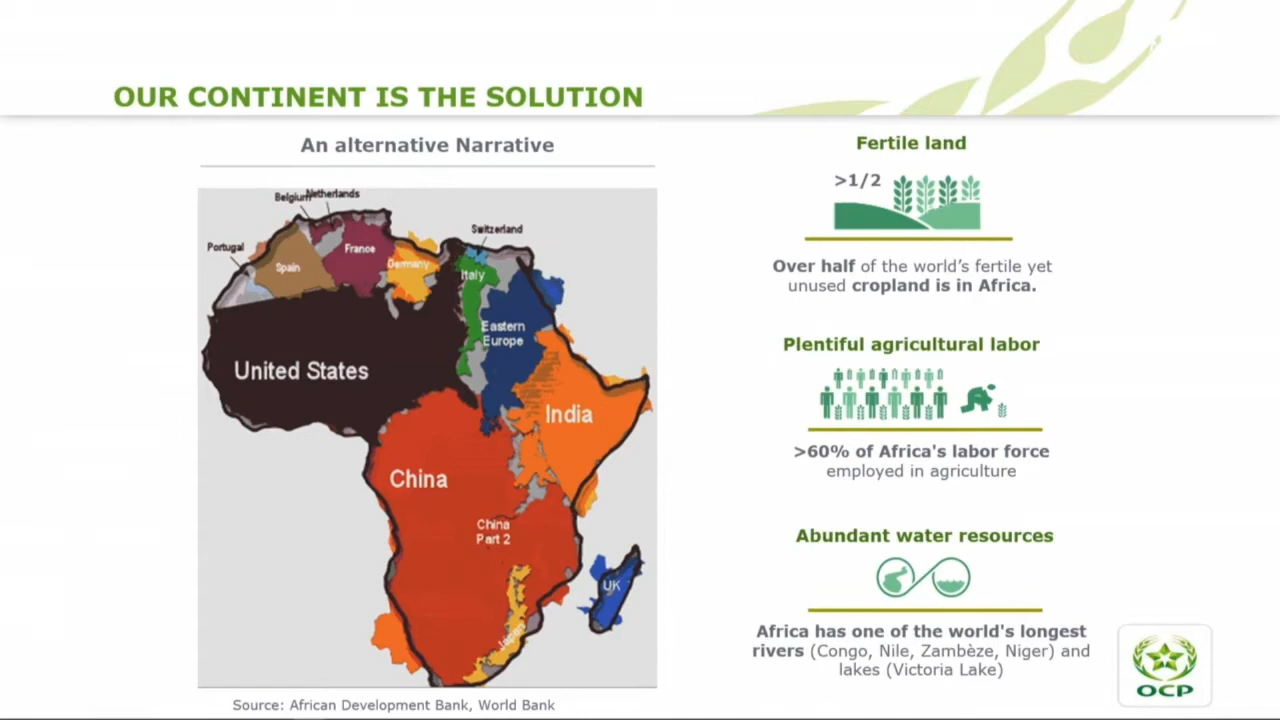 OUR CONTINENT IS THE SOLUTION
An alternative Narrative
Belgium
Netherlands
Portugal
Spain
France
Germany
Switzerland
Italy
Eastern
Europe
United States
India
China
China
Part 2
UK
Japan
Source: African Development Bank, World Bank
Fertile land
>1/2
Over half of the world's fertile yet
unused cropland is in Africa.
Plentiful agricultural labor
>60% of Africa's labor force
employed in agriculture
Abundant water resources
Africa has one of the world's longest
rivers (Congo, Nile, Zambèze, Niger) and
lakes (Victoria Lake)
OCP